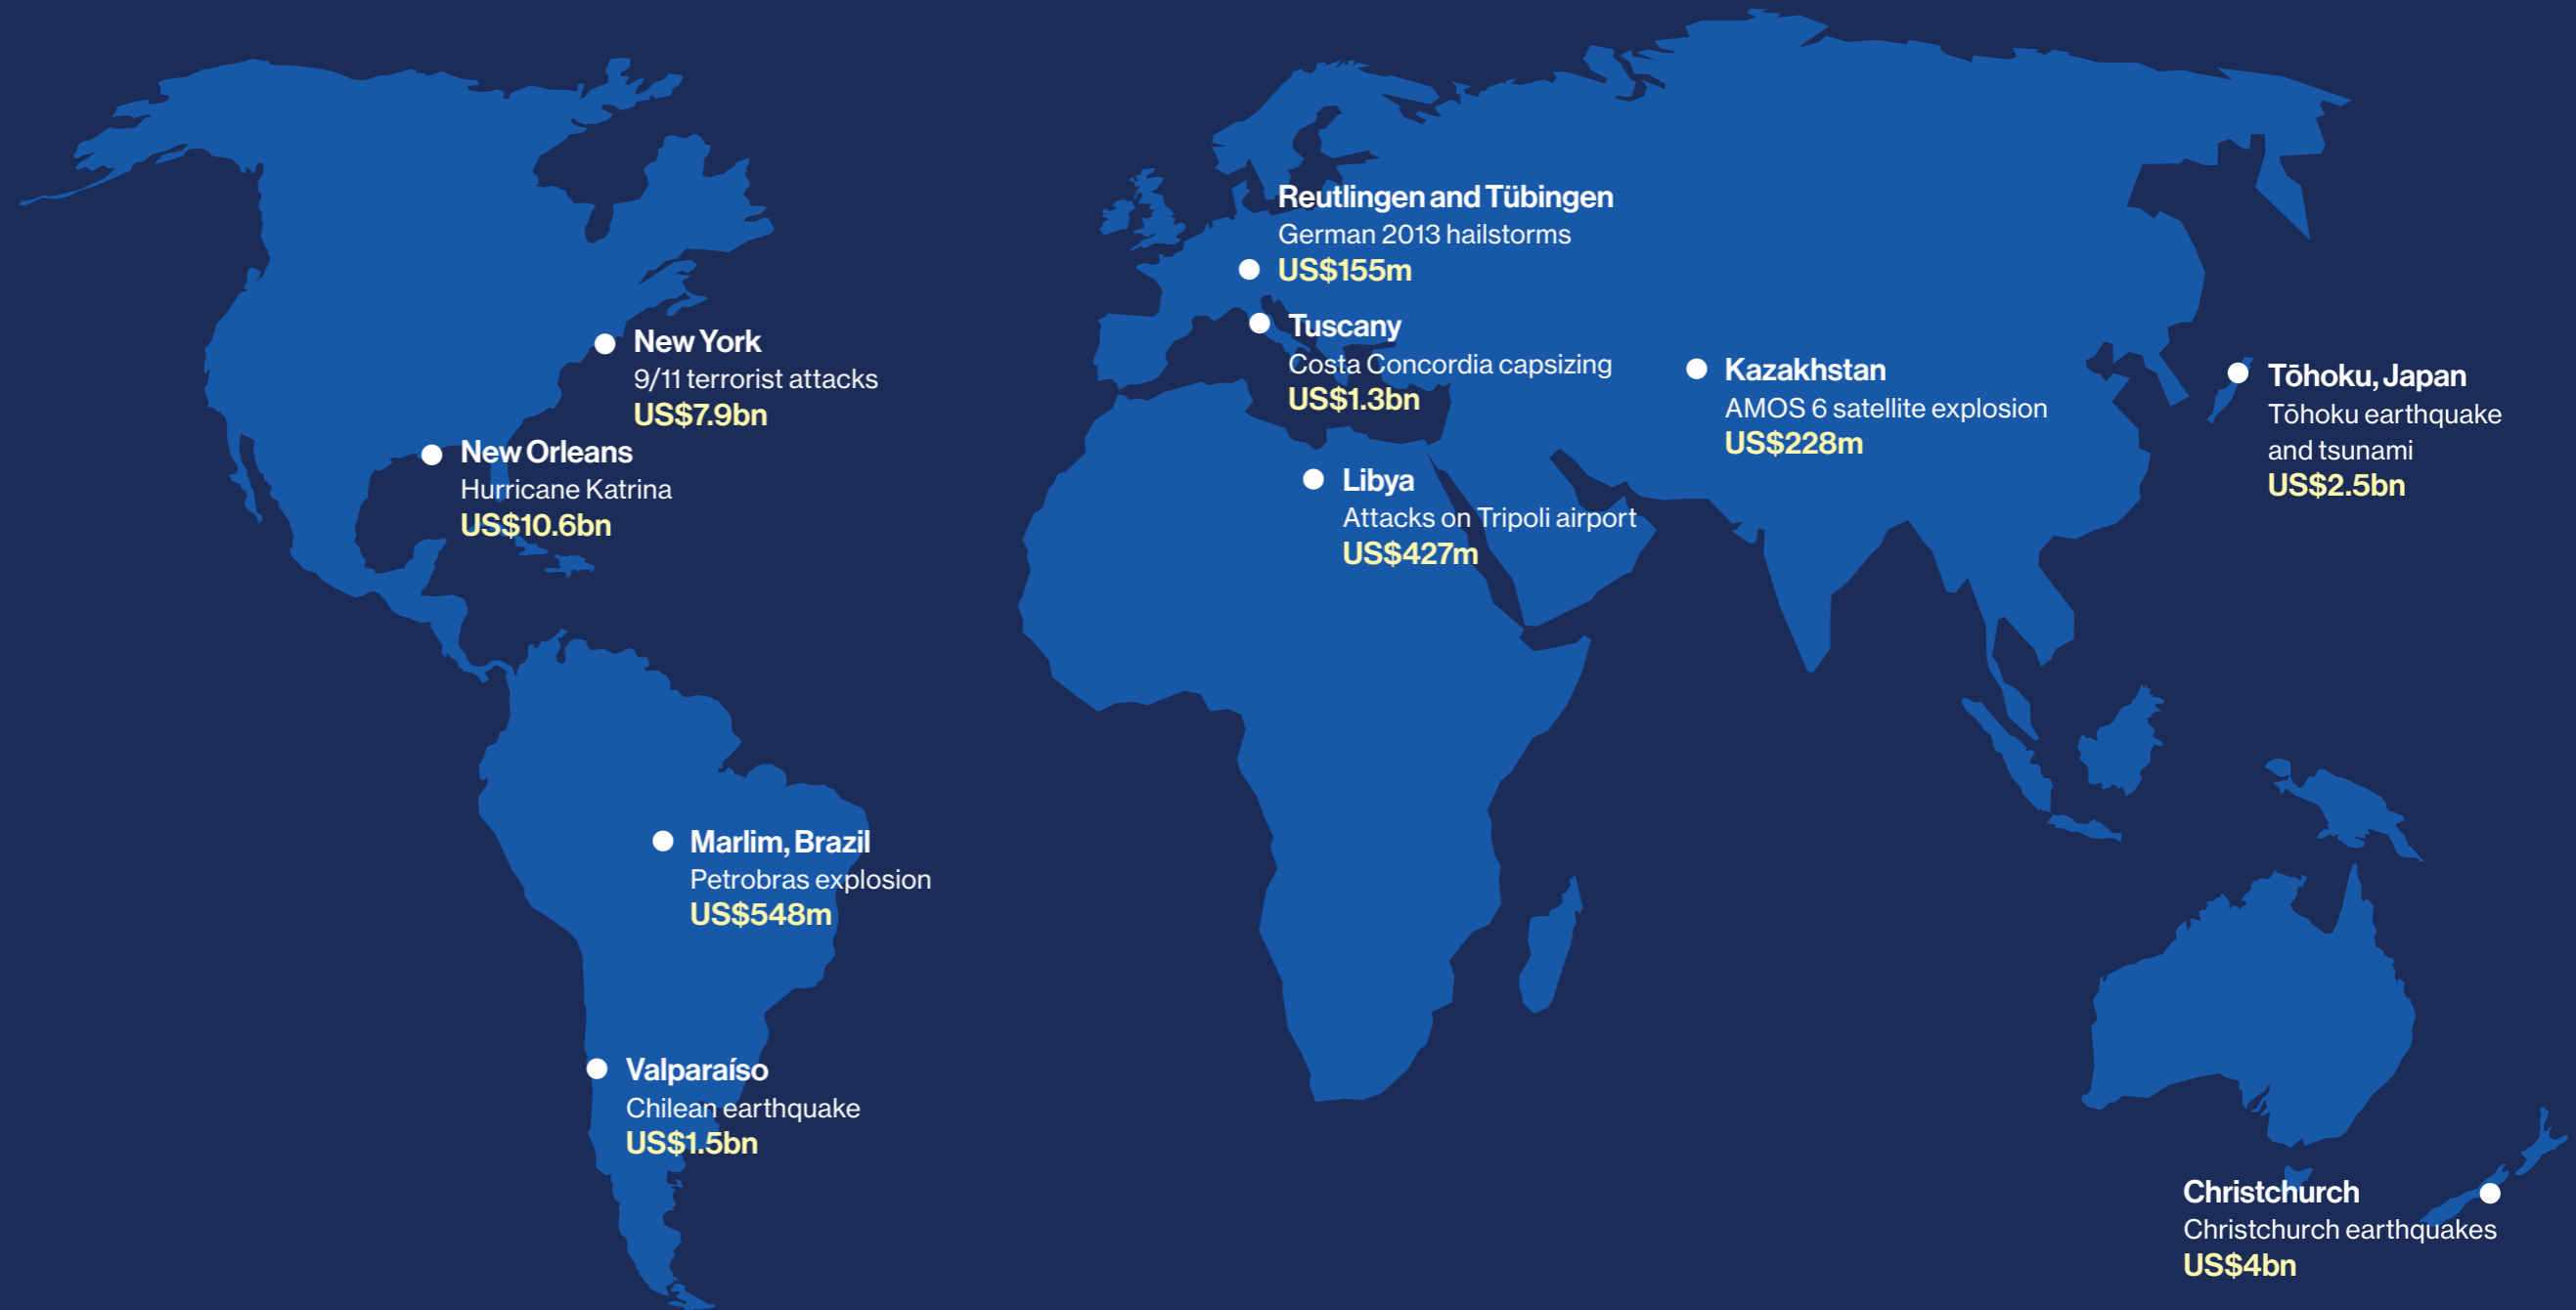 Reutlingen and Tübingen
German 2013 hailstorms
US$155m
New York
9/11 terrorist attacks
US$7.9bn
Tuscany
Costa Concordia capsizing
US$1.3bn
Kazakhstan
AMOS 6 satellite explosion
US$228m
Tōhoku, Japan
Tōhoku earthquake
and tsunami
US$2.5bn
New Orleans
Hurricane Katrina
US$10.6bn
Libya
Attacks on Tripoli airport
US$427m
Marlim, Brazil
Petrobras explosion
US$548m
Valparaíso
Chilean earthquake
US$1.5bn
Christchurch
Christchurch earthquakes
US$4bn